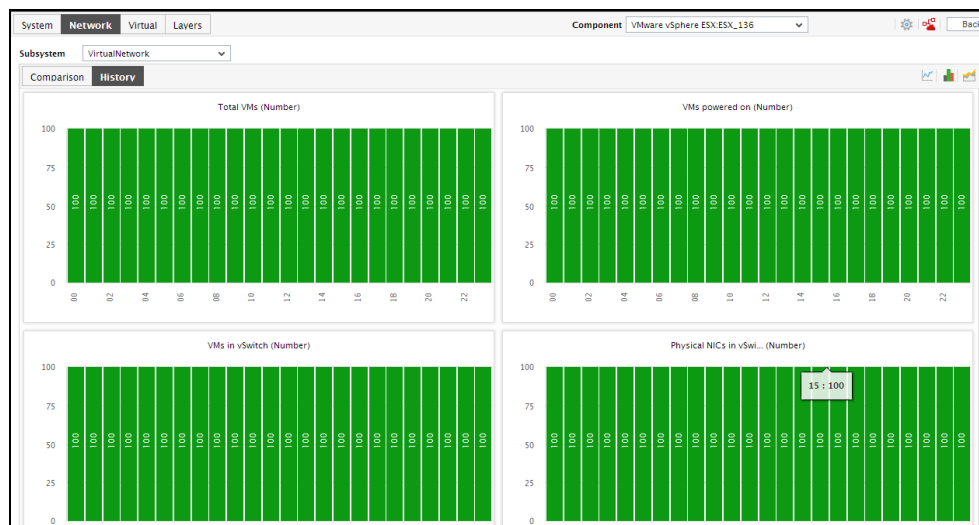 System Network Virtual Layers Component VMware vSphere ESX:ESX_136 Back
Subsystem VirtualNetwork
Comparison History
Total VMs (Number)
100
75
50
25
0
100 100 100 100 100 100 100 100 100 100 100 100 100 100 100 100 100 100 100 100 100 100 100 100
00 02 04 06 08 10 12 14 16 18 20 22
VMs powered on (Number)
100
75
50
25
0
100 100 100 100 100 100 100 100 100 100 100 100 100 100 100 100 100 100 100 100 100 100 100 100
00 02 04 06 08 10 12 14 16 18 20 22
VMs in vSwitch (Number)
100
75
50
25
0
100 100 100 100 100 100 100 100 100 100 100 100 100 100 100 100 100 100 100 100 100 100 100 100
Physical NICs in vSwi... (Number)
100
75
50
25
0
15 : 100
100 100 100 100 100 100 100 100 100 100 100 100 100 100 100 100 100 100 100 100 100 100 100 100